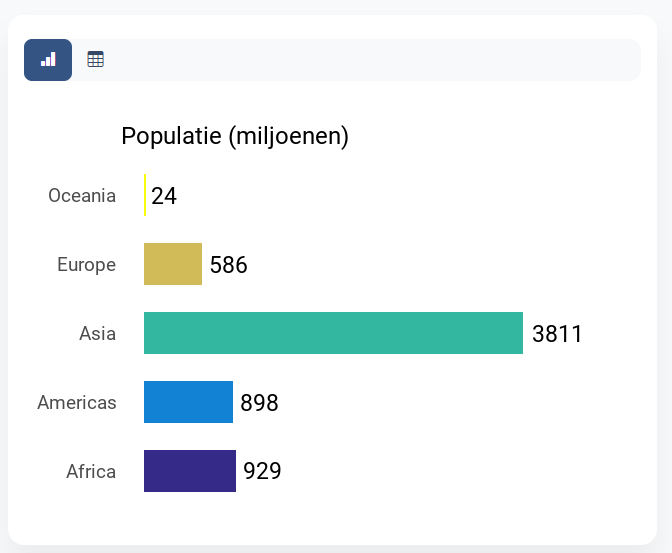 Populatie (miljoenen)
Oceania 24
Europe 586
Asia 3811
Americas 898
Africa 929